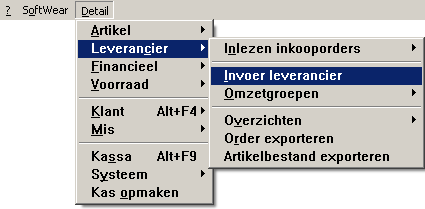 ? SoftWear Detail
Artikel
Leverancier
Financieel
Voorraad
Klant Alt+F4
Mis
Kassa Alt+F9
Systeem
Kas opmaken
Inlezen inkooporders
Invoer leverancier
Omzetgroepen
Overzichten
Order exporteren
Artikelbestand exporteren